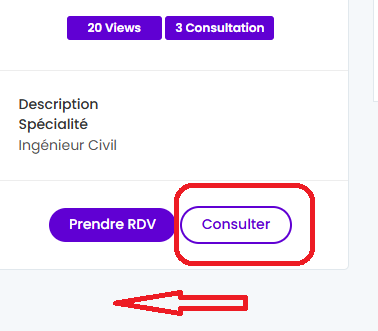 20 Views 3 Consultation
Description
Spécialité
Ingénieur Civil
Prendre RDV Consulter